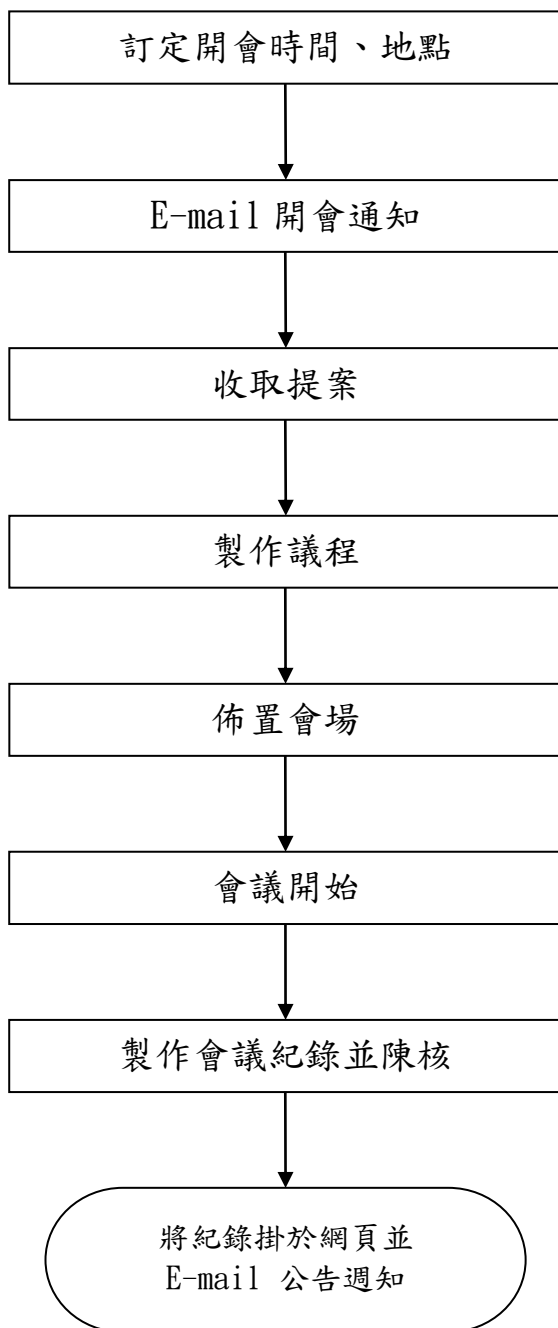 訂定開會時間、地點
E-mail 開會通知
收取提案
製作議程
佈置會場
會議開始
製作會議紀錄並陳核
將紀錄掛於網頁並
E-mail 公告週知